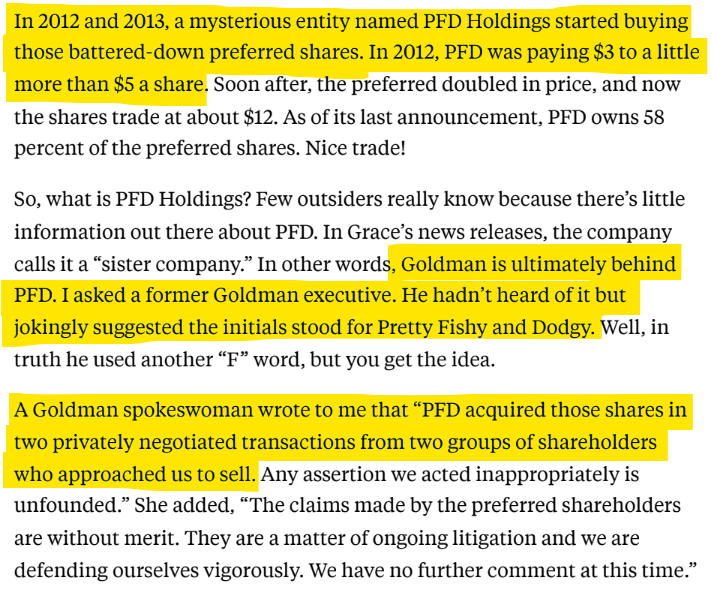 In 2012 and 2013, a mysterious entity named PFD Holdings started buying
those battered-down preferred shares. In 2012, PFD was paying $3 to a little
more than $5 a share. Soon after, the preferred doubled in price, and now
the shares trade at about $12. As of its last announcement, PFD owns 58
percent of the preferred shares. Nice trade!
So, what is PFD Holdings? Few outsiders really know because there’s little
information out there about PFD. In Grace’s news releases, the company
calls it a “sister company.” In other words, Goldman is ultimately behind
PFD. I asked a former Goldman executive. He hadn’t heard of it but
jokingly suggested the initials stood for Pretty Fishy and Dodgy. Well, in
truth he used another “F” word, but you get the idea.
A Goldman spokeswoman wrote to me that “PFD acquired those shares in
two privately negotiated transactions from two groups of shareholders
who approached us to sell. Any assertion we acted inappropriately is
unfounded.” She added, “The claims made by the preferred shareholders
are without merit. They are a matter of ongoing litigation and we are
defending ourselves vigorously. We have no further comment at this time.”